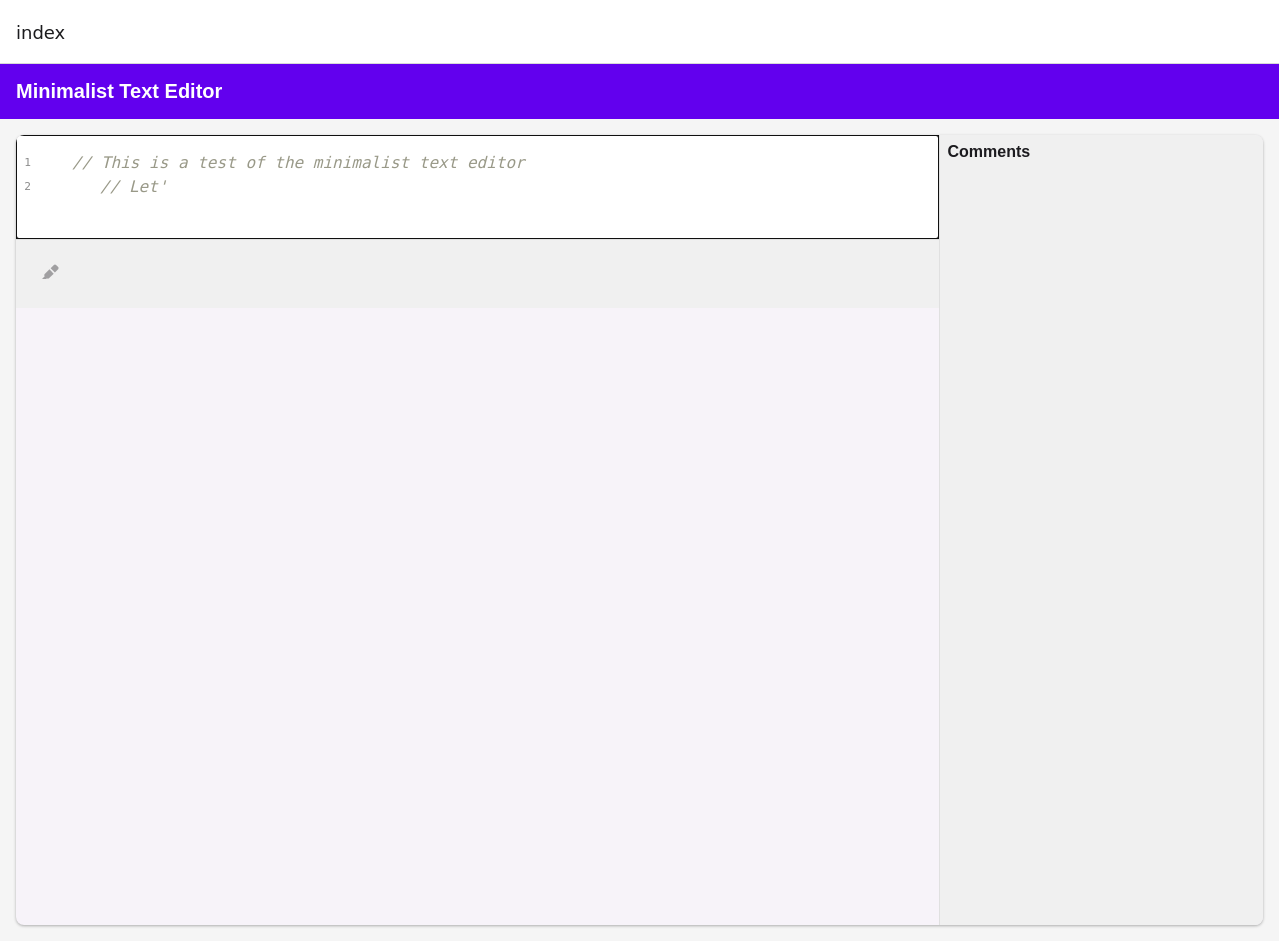 index
Minimalist Text Editor
1 // This is a test of the minimalist text editor
2 // Let'
Comments